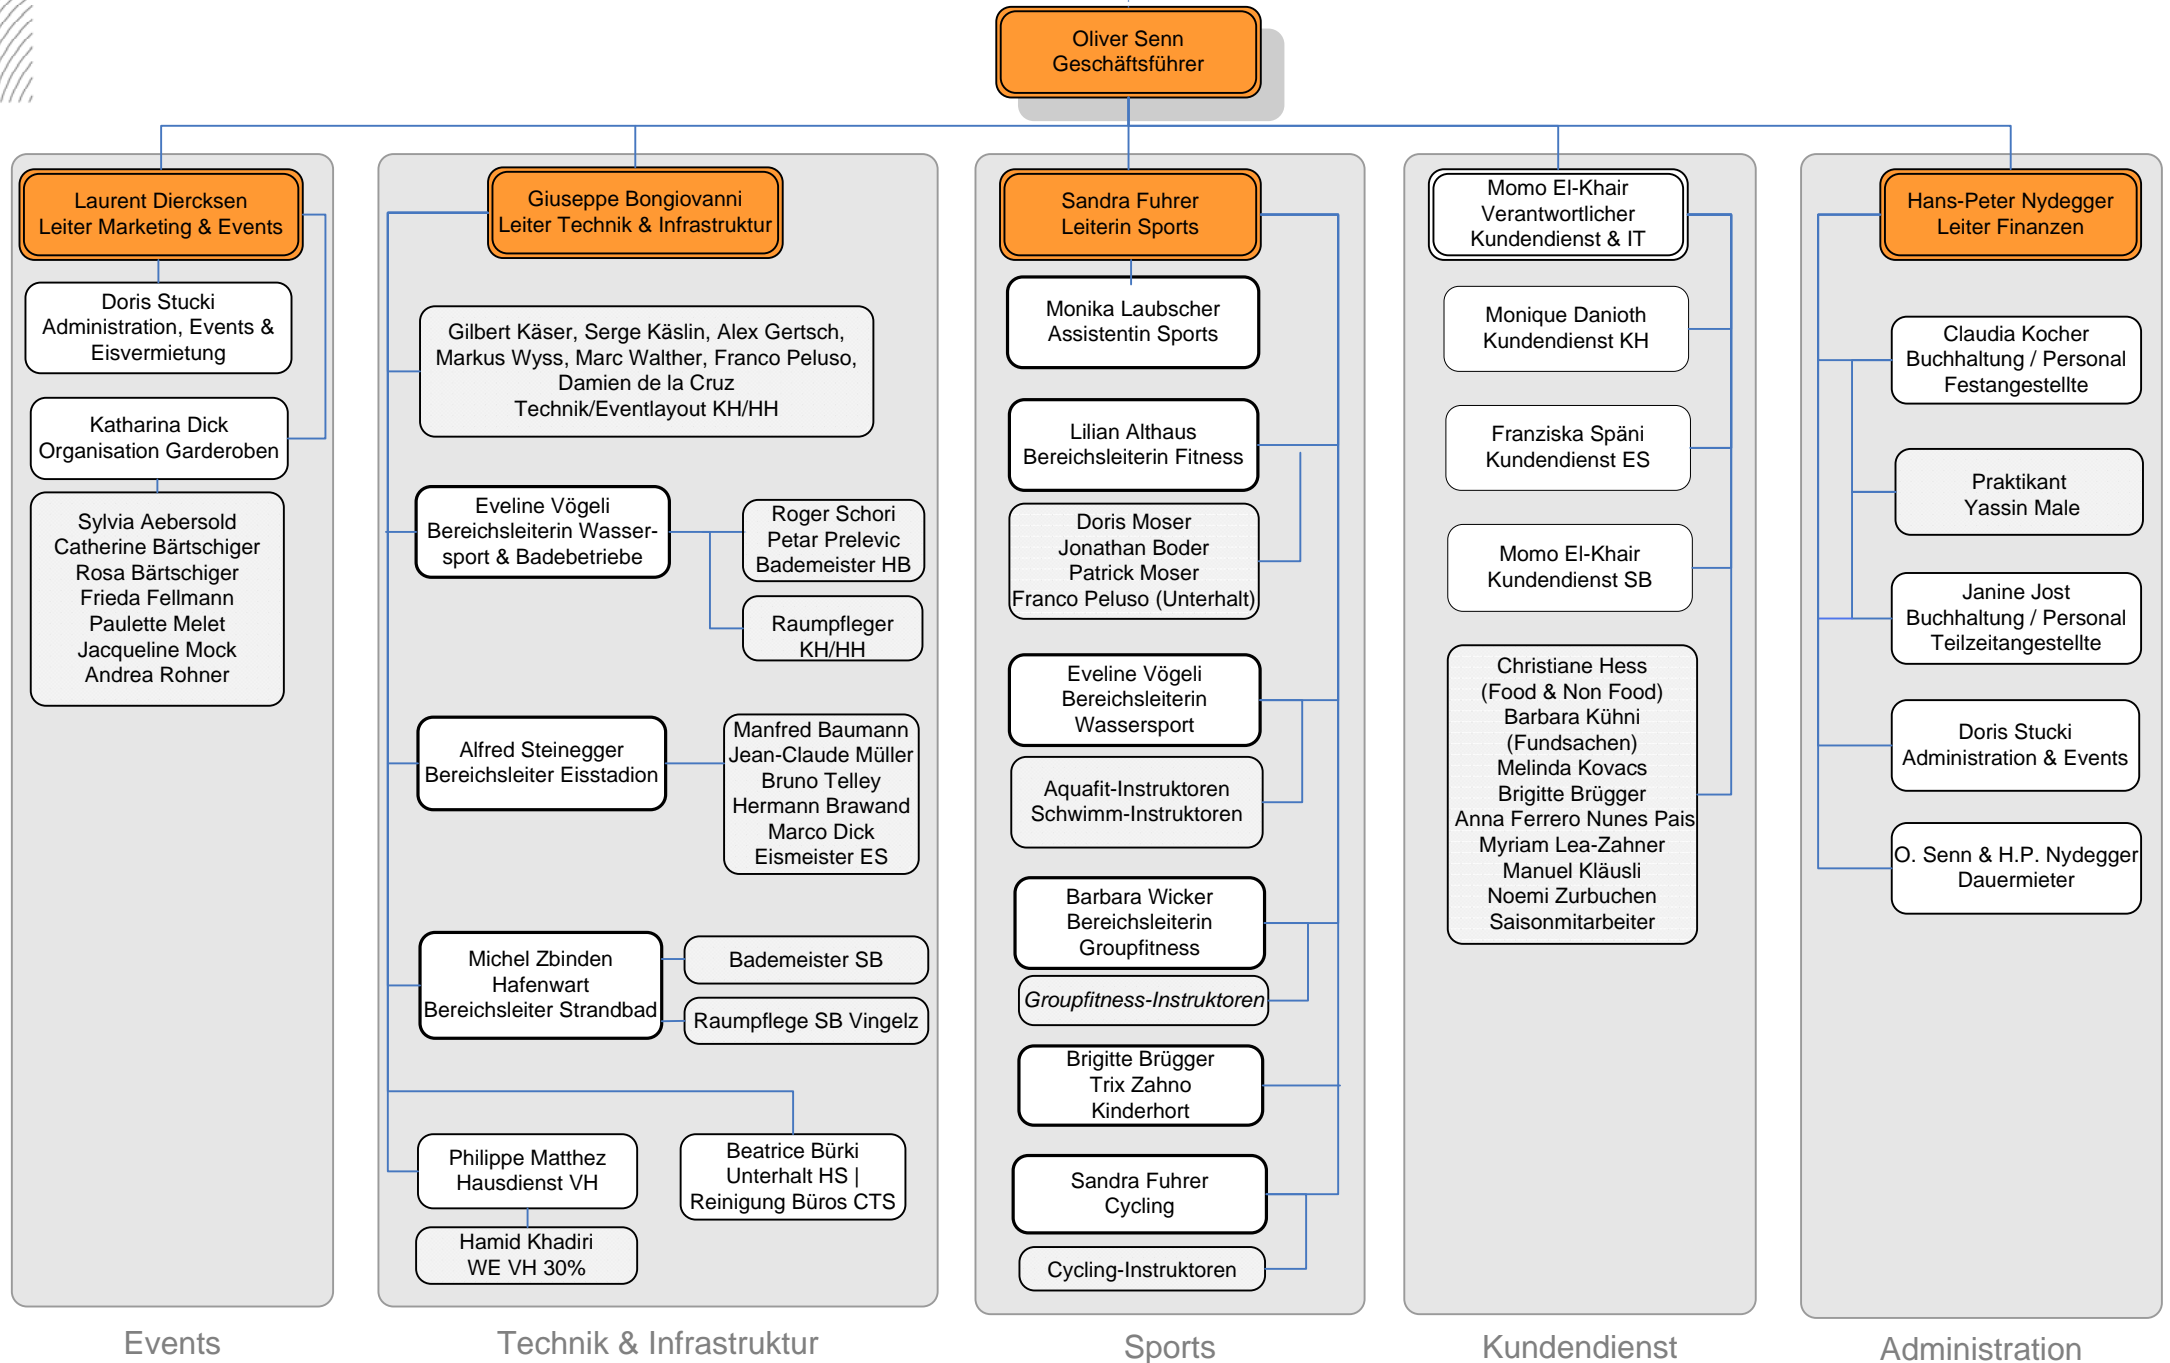 Oliver Senn
Geschäftsführer
Laurent Diercksen
Leiter Marketing & Events
Doris Stucki
Administration, Events &
Eisvermietung
Katharina Dick
Organisation Garderoben
Sylvia Aebersold
Catherine Bärtschiger
Rosa Bärtschiger
Frieda Fellmann
Paulette Melet
Jacqueline Mock
Andrea Rohner
Events
Giuseppe Bongiovanni
Leiter Technik & Infrastruktur
Gilbert Käser, Serge Käslin, Alex Gertsch,
Markus Wyss, Marc Walther, Franco Peluso,
Damien de la Cruz
Technik/Eventlayout KH/HH
Eveline Vögeli
Bereichsleiterin Wasser-
sport & Badebetriebe
Roger Schori
Petar Prelevic
Bademeister HB
Raumpfleger
KH/HH
Alfred Steinegger
Bereichsleiter Eisstadion
Manfred Baumann
Jean-Claude Müller
Bruno Telley
Hermann Brawand
Marco Dick
Eismeister ES
Michel Zbinden
Hafenwart
Bereichsleiter Strandbad
Bademeister SB
Raumpflege SB Vingelz
Philippe Matthez
Hausdienst VH
Hamid Khadiri
WE VH 30%
Beatrice Bürki
Unterhalt HS |
Reinigung Büros CTS
Technik & Infrastruktur
Sandra Fuhrer
Leiterin Sports
Monika Laubscher
Assistentin Sports
Lilian Althaus
Bereichsleiterin Fitness
Doris Moser
Jonathan Boder
Patrick Moser
Franco Peluso (Unterhalt)
Eveline Vögeli
Bereichsleiterin
Wassersport
Aquafit-Instruktoren
Schwimm-Instruktoren
Barbara Wicker
Bereichsleiterin
Groupfitness
Groupfitness-Instruktoren
Brigitte Brügger
Trix Zahno
Kinderhort
Sandra Fuhrer
Cycling
Cycling-Instruktoren
Sports
Momo El-Khair
Verantwortlicher
Kundendienst & IT
Monique Danioth
Kundendienst KH
Franziska Späni
Kundendienst ES
Momo El-Khair
Kundendienst SB
Christiane Hess
(Food & Non Food)
Barbara Kühni
(Fundsachen)
Melinda Kovacs
Brigitte Brügger
Anna Ferrero Nunes Pais
Myriam Lea-Zahner
Manuel Kläusli
Noemi Zurbuchen
Saisonmitarbeiter
Kundendienst
Hans-Peter Nydegger
Leiter Finanzen
Claudia Kocher
Buchhaltung / Personal
Festangestellte
Praktikant
Yassin Male
Janine Jost
Buchhaltung / Personal
Teilzeitangestellte
Doris Stucki
Administration & Events
O. Senn & H.P. Nydegger
Dauermieter
Administration